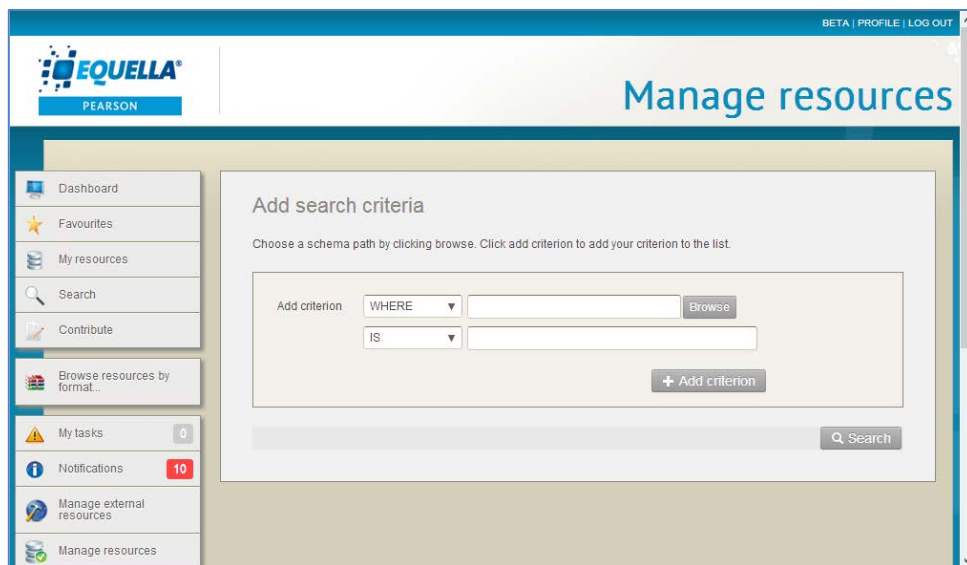 BETA | PROFILE | LOG OUT
EQUELLA®
PEARSON
Manage resources
Dashboard
Favourites
My resources
Search
Contribute
Browse resources by
format...
My tasks 0
Notifications 10
Manage external
resources
Manage resources
Add search criteria
Choose a schema path by clicking browse. Click add criterion to add your criterion to the list.
Add criterion WHERE Browse
IS
+ Add criterion
Search